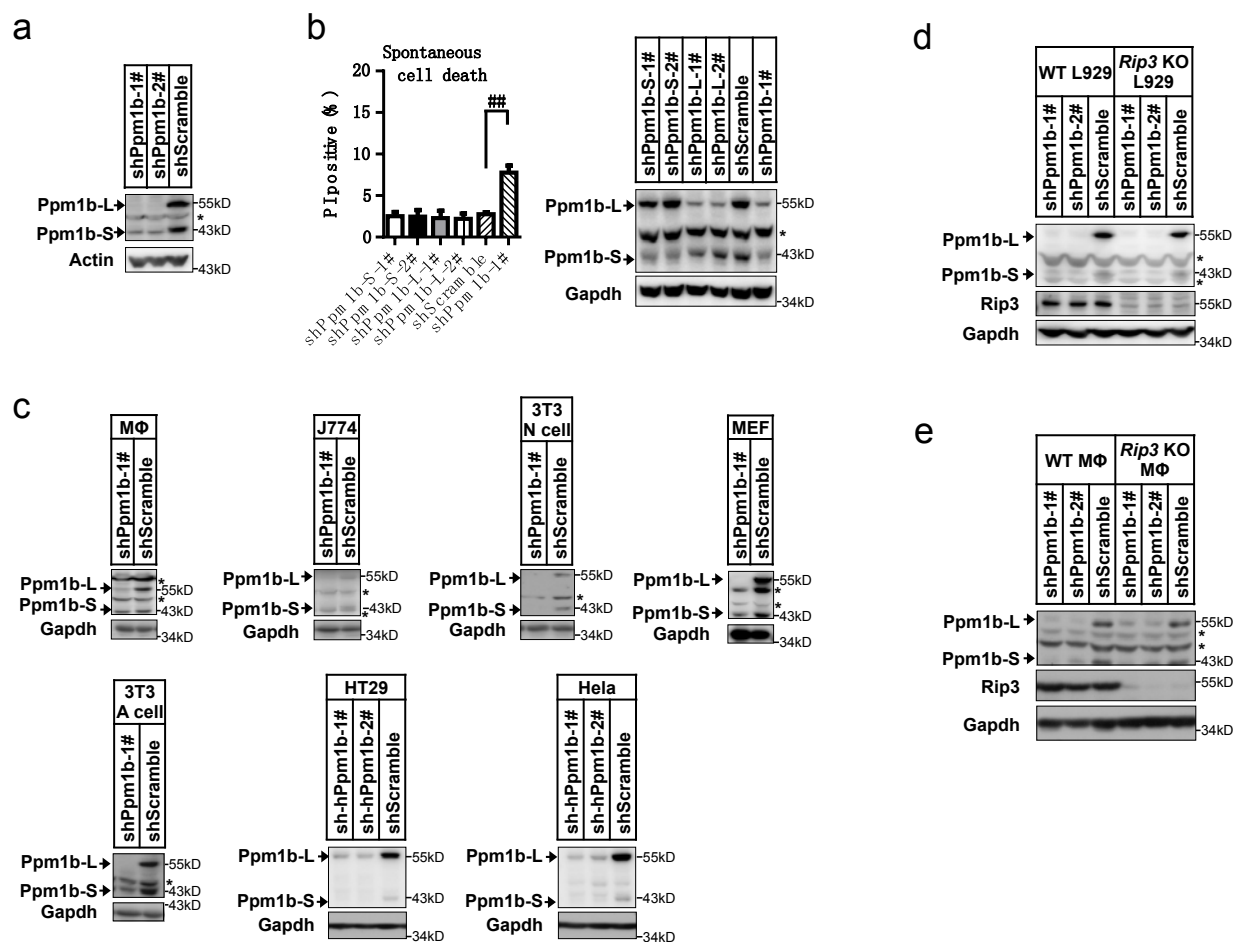 a
shPpm1b-1#
shPpm1b-2#
shScramble
Ppm1b-L
55kD
*
Ppm1b-S
43kD
Actin
43kD
b
Spontaneous
cell death
PI positive (%)
20
15
10
5
0
##
shPpm1b-S-1#
shPpm1b-S-2#
shPpm1b-L-1#
shPpm1b-L-2#
shScramble
shPpm1b-1#
shPpm1b-S-1#
shPpm1b-S-2#
shPpm1b-L-1#
shPpm1b-L-2#
shScramble
shPpm1b-1#
Ppm1b-L
55kD
*
Ppm1b-S
43kD
Gapdh
34kD
c
MΦ
shPpm1b-1#
shScramble
Ppm1b-L
*
55kD
*
Ppm1b-S
43kD
Gapdh
34kD
J774
shPpm1b-1#
shScramble
Ppm1b-L
55kD
*
Ppm1b-S
43kD
*
Gapdh
34kD
3T3
N cell
shPpm1b-1#
shScramble
Ppm1b-L
55kD
*
Ppm1b-S
43kD
Gapdh
34kD
MEF
shPpm1b-1#
shScramble
Ppm1b-L
55kD
*
*
Ppm1b-S
43kD
Gapdh
34kD
3T3
A cell
shPpm1b-1#
shScramble
Ppm1b-L
55kD
*
Ppm1b-S
43kD
43kD
Gapdh
HT29
sh-hPpm1b-1#
sh-hPpm1b-2#
shScramble
Ppm1b-L
55kD
43kD
Ppm1b-S
Gapdh
34kD
Hela
sh-hPpm1b-1#
sh-hPpm1b-2#
shScramble
Ppm1b-L
55kD
43kD
Ppm1b-S
Gapdh
34kD
d
WT L929
Rip3 KO
L929
shPpm1b-1#
shPpm1b-2#
shScramble
shPpm1b-1#
shPpm1b-2#
shScramble
Ppm1b-L
55kD
*
Ppm1b-S
43kD
*
Rip3
55kD
Gapdh
34kD
e
WT MΦ
Rip3 KO
MΦ
shPpm1b-1#
shPpm1b-2#
shScramble
shPpm1b-1#
shPpm1b-2#
shScramble
Ppm1b-L
55kD
*
*
Ppm1b-S
43kD
Rip3
55kD
Gapdh
34kD